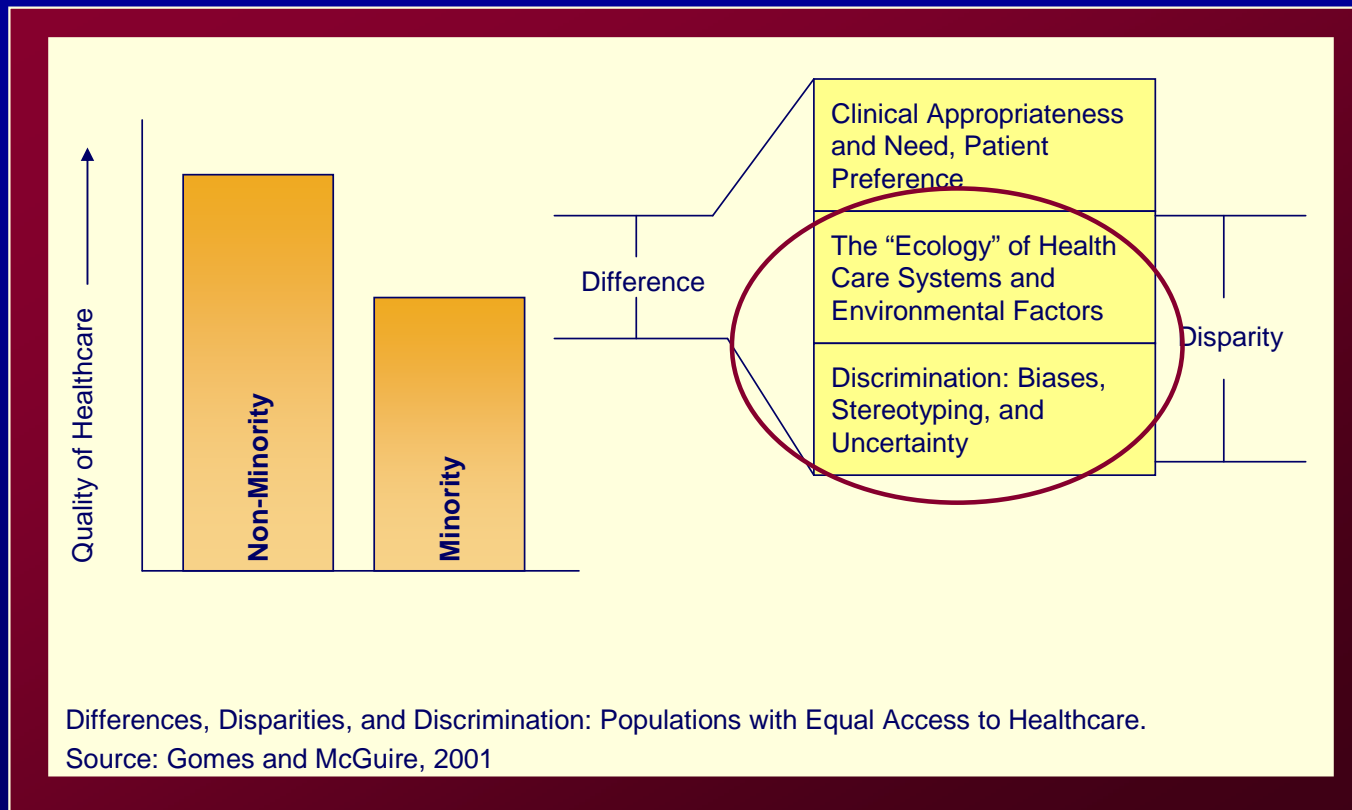 Quality of Healthcare
Non-Minority
Minority
Difference
Clinical Appropriateness
and Need, Patient
Preference
The “Ecology” of Health
Care Systems and
Environmental Factors
Discrimination: Biases,
Stereotyping, and
Uncertainty
Disparity
Differences, Disparities, and Discrimination: Populations with Equal Access to Healthcare.
Source: Gomes and McGuire, 2001